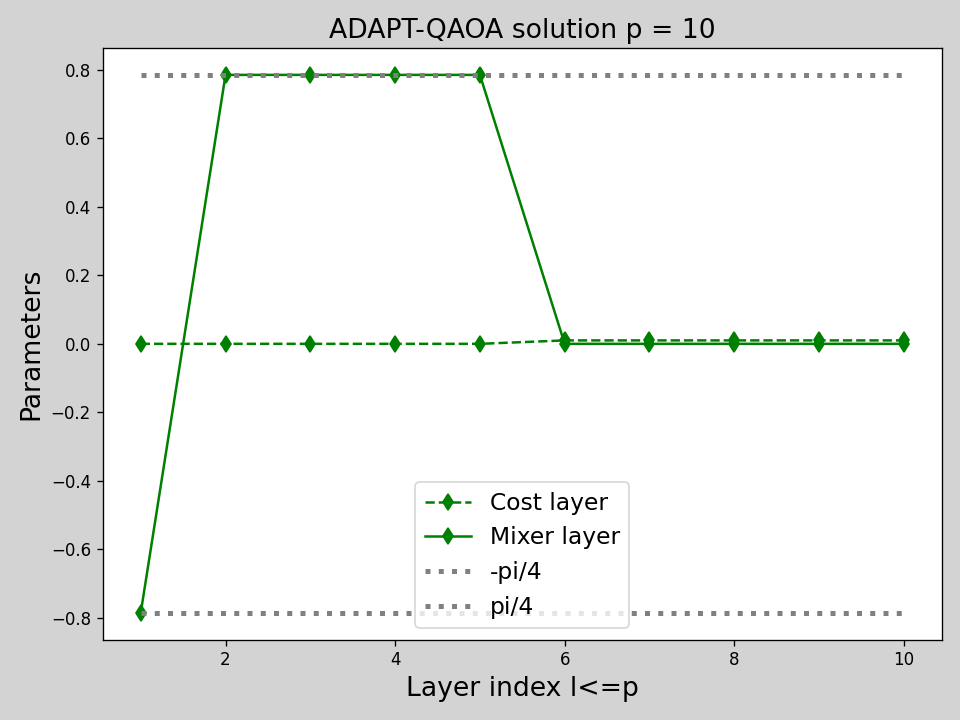 ADAPT-QAOA solution p = 10
Parameters
0.8
0.6
0.4
0.2
0.0
−0.2
−0.4
−0.6
−0.8
Cost layer
Mixer layer
-pi/4
pi/4
2 4 6 8 10
Layer index l<=p